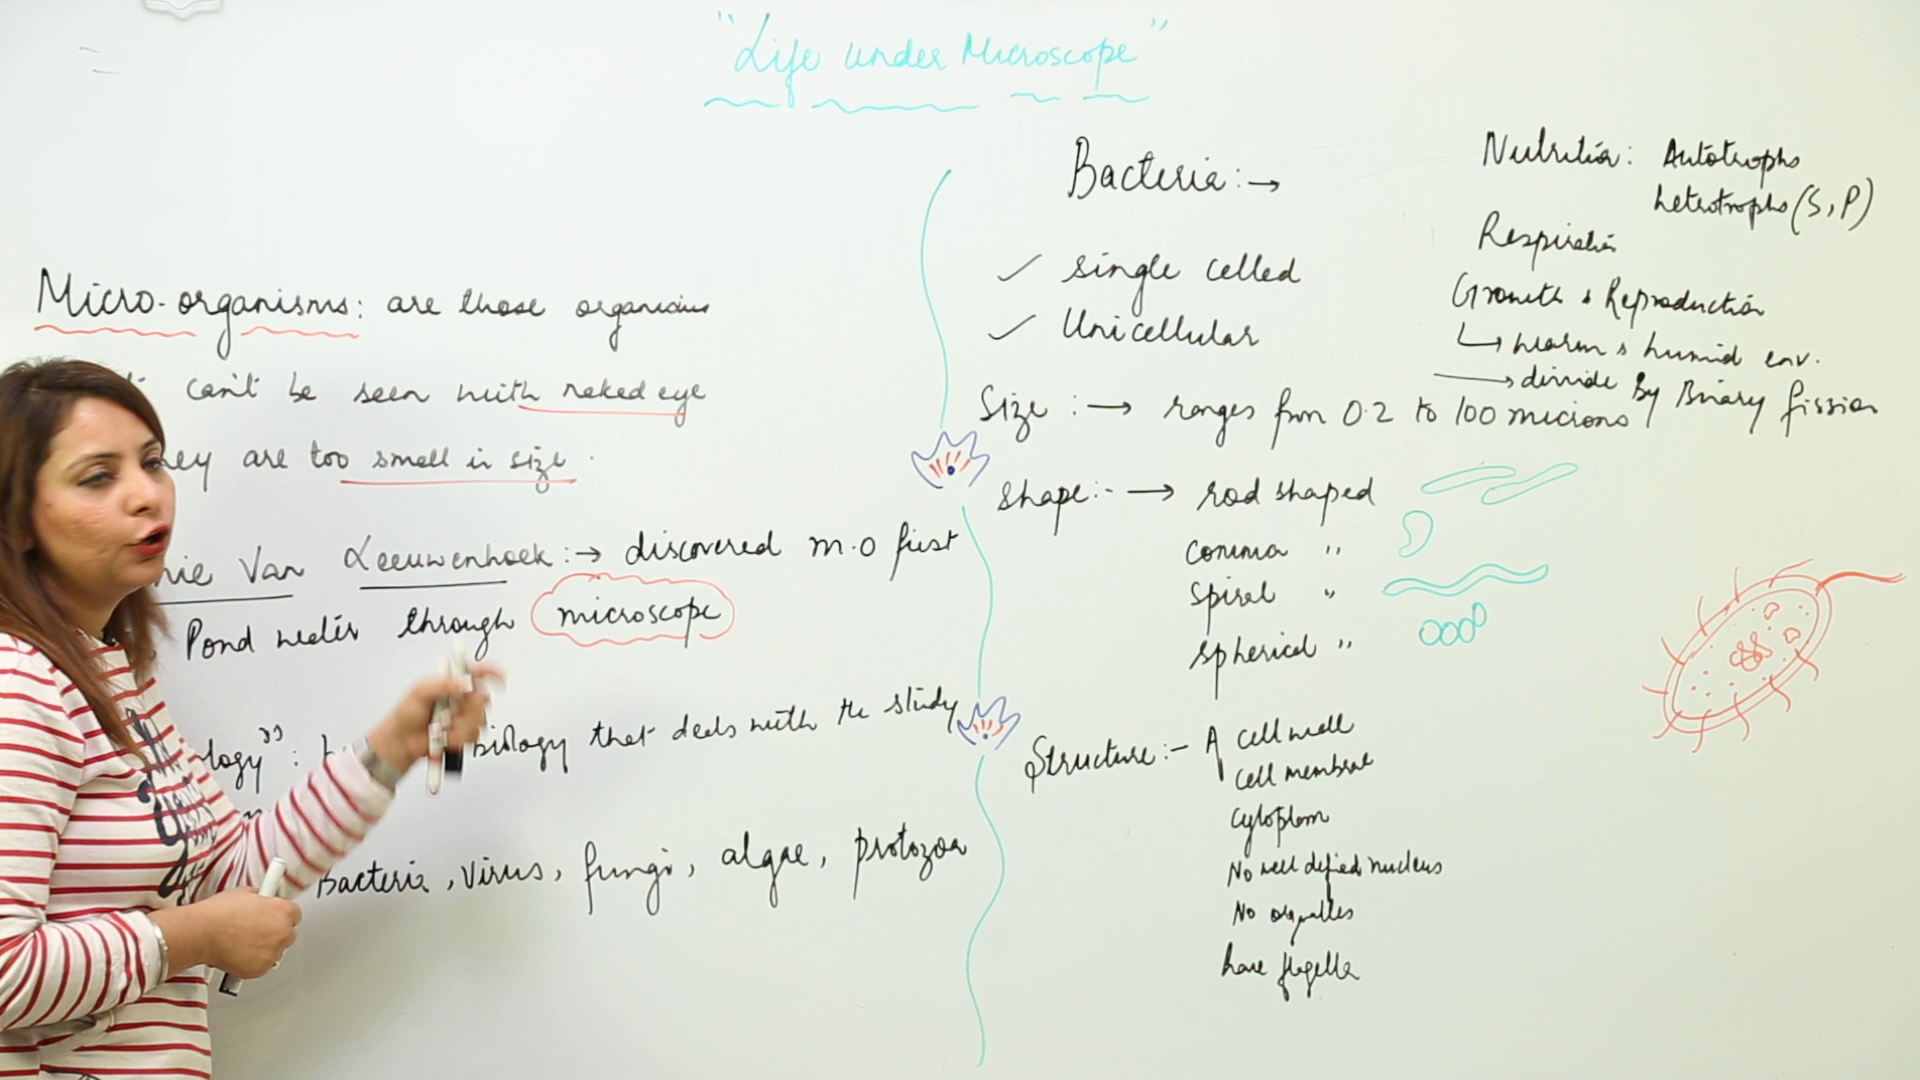 "Life under Microscope"
Micro-organisms: are those organisms
can't be seen with naked eye
ey are too small in size.
nie Van Leeuwenhoek :→ discovered m.o first
Pond water through microscope
logy": biology that deals with the study
Bacteria, Virus, fungi, algae, protozoa
Bacteria :→
✓ single celled
✓ Unicellular
Size :→ ranges from 0.2 to 100 microns
Shape:- → rod shaped
comma "
spiral "
spherical "
Structure:- A cell wall
cell membrane
cytoplasm
No well defined nucleus
No organelles
have flagella
Nutrition: Autotrophs
heterotrophs (S, P)
Respiration
Growth & Reproduction
↳ warm & humid env.
→ divide by Binary fission